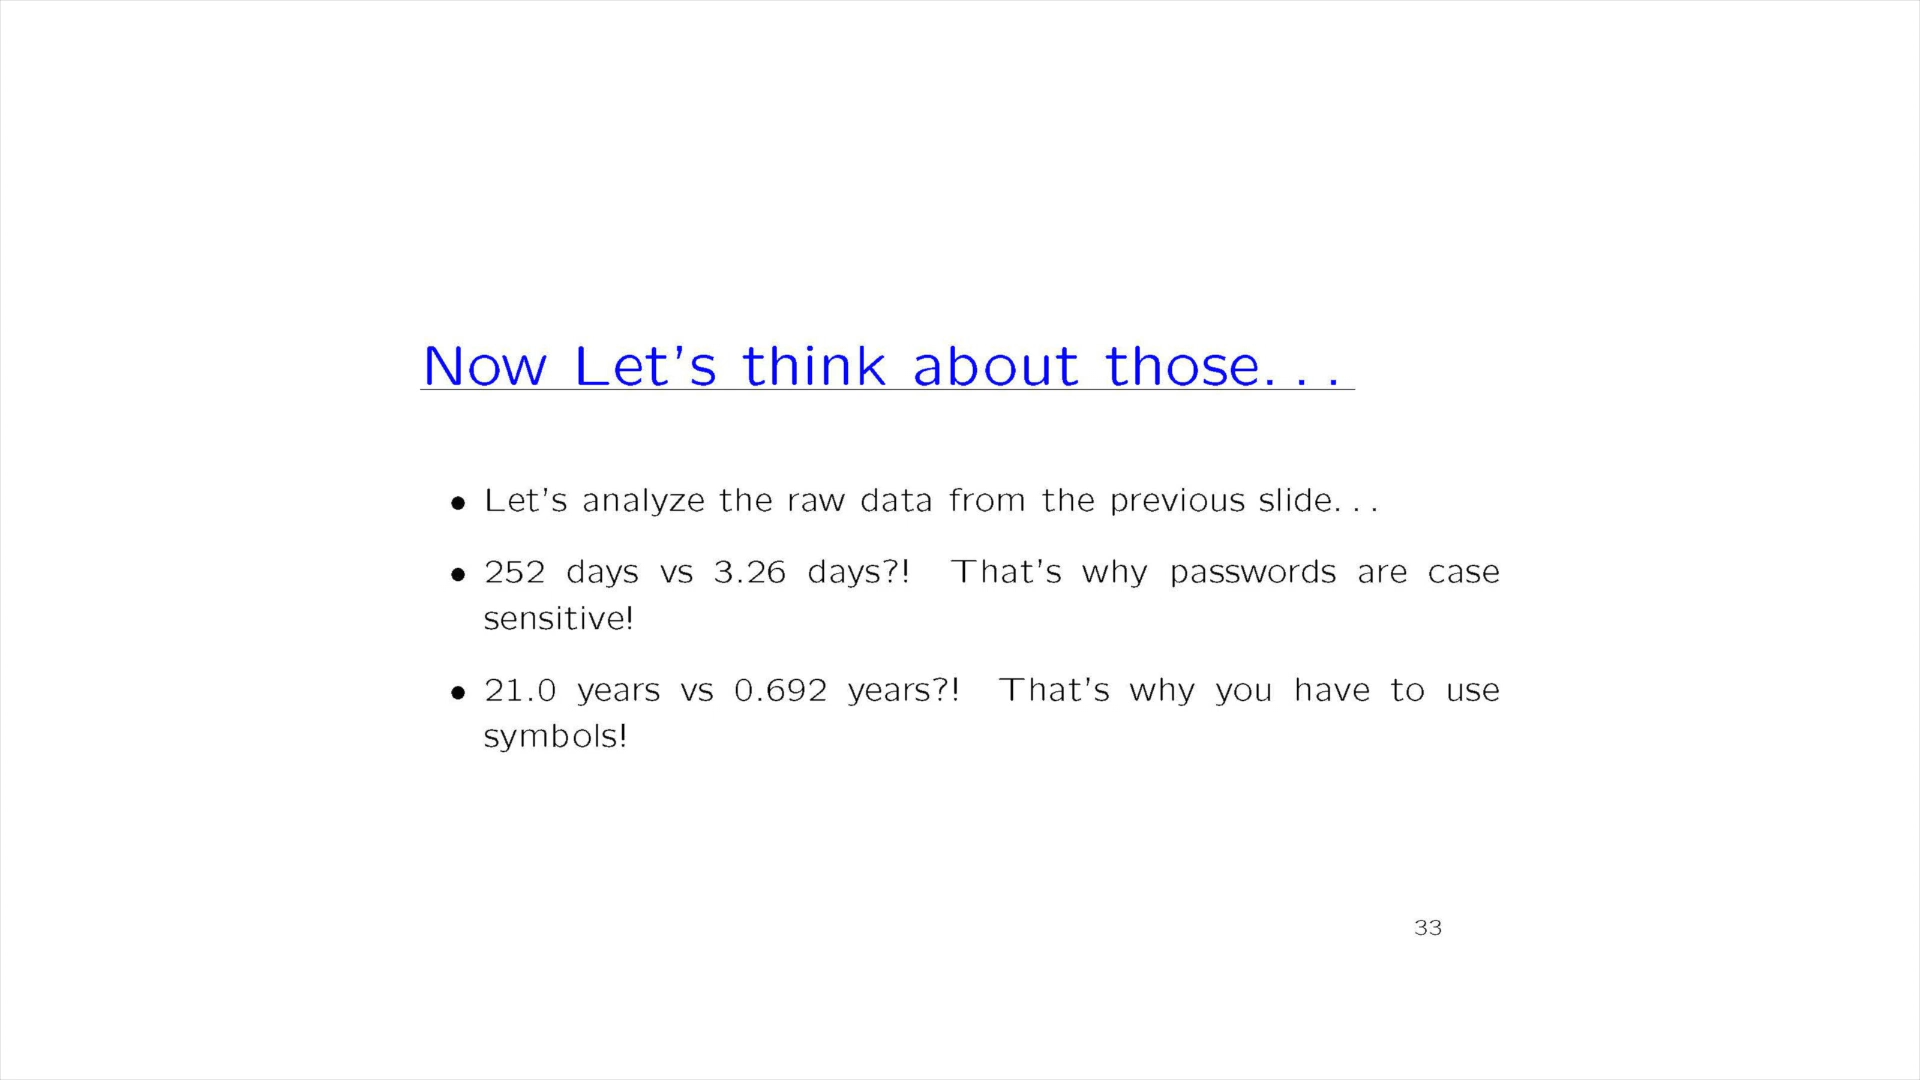 Now Let's think about those. . .
• Let's analyze the raw data from the previous slide. . .
• 252 days vs 3.26 days?! That's why passwords are case
sensitive!
• 21.0 years vs 0.692 years?! That's why you have to use
symbols!
33